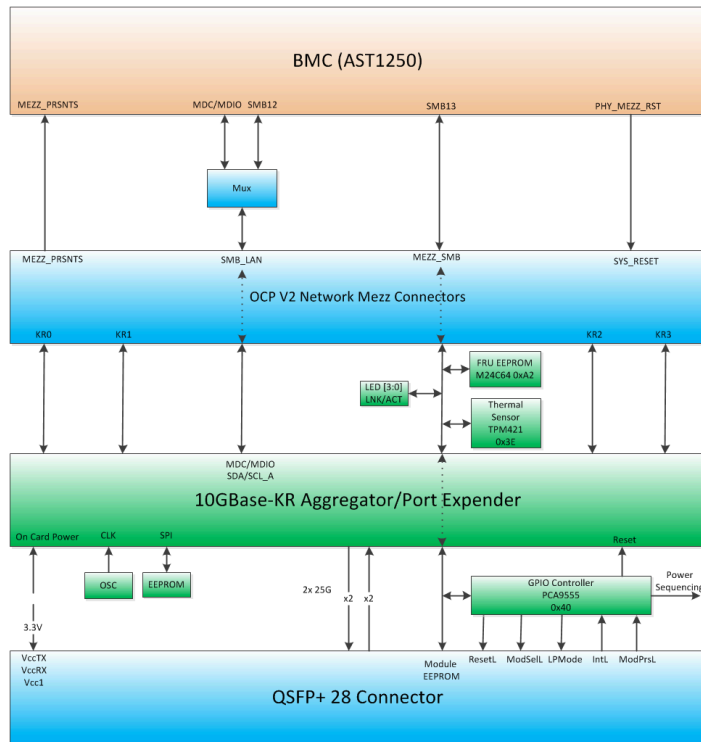 BMC (AST1250)
MEZZ_PRSNTS
MDC/MDIO
SMB12
SMB13
PHY_MEZZ_RST
Mux
MEZZ_PRSNTS
SMB_LAN
MEZZ_SMB
SYS_RESET
OCP V2 Network Mezz Connectors
KR0
KR1
KR2
KR3
FRU EEPROM
M24C64 0xA2
LED [3:0]
LNK/ACT
Thermal
Sensor
TPM421
0x3E
MDC/MDIO
SDA/SCL_A
10GBase-KR Aggregator/Port Expender
On Card Power
CLK
SPI
Reset
OSC
EEPROM
2x 25G
x2
x2
GPIO Controller
PCA9555
0x40
Power
Sequencing
3.3V
VccTX
VccRX
Vcc1
Module
EEPROM
ResetL
ModSelL
LPMode
IntL
ModPrsL
QSFP+ 28 Connector